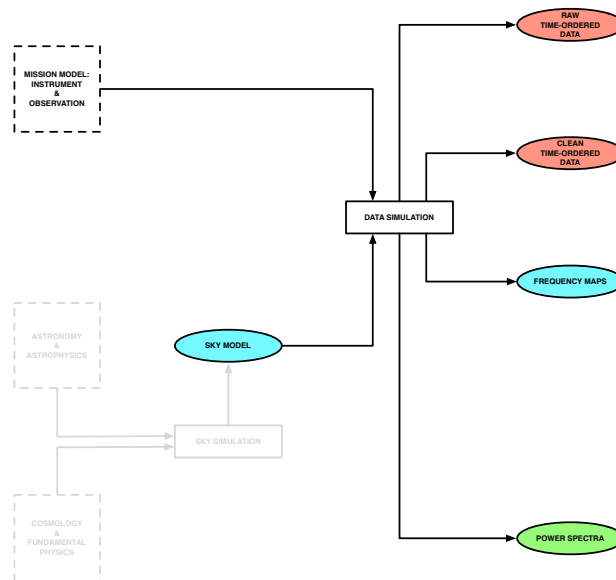 RAW
TIME-ORDERED
DATA
MISSION MODEL:
INSTRUMENT
&
OBSERVATION
CLEAN
TIME-ORDERED
DATA
DATA SIMULATION
FREQUENCY MAPS
ASTRONOMY
&
ASTROPHYSICS
SKY MODEL
SKY SIMULATION
COSMOLOGY
&
FUNDAMENTAL
PHYSICS
POWER SPECTRA